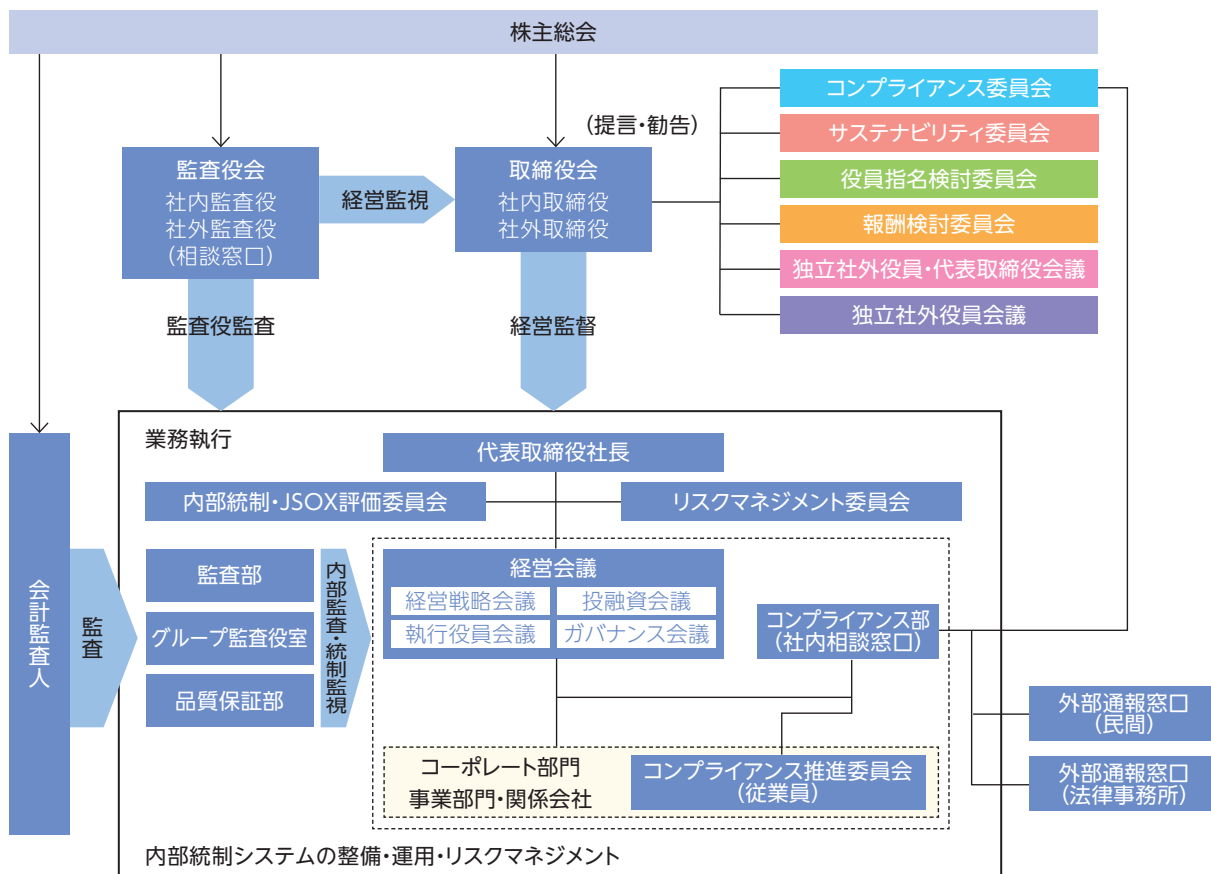 株主総会
コンプライアンス委員会
サステナビリティ委員会
役員指名検討委員会
報酬検討委員会
独立社外役員・代表取締役会議
独立社外役員会議
(提言・勧告)
監査役会
社内監査役
社外監査役
(相談窓口)
経営監視
取締役会
社内取締役
社外取締役
監査役監査
経営監督
業務執行
代表取締役社長
内部統制・JSOX評価委員会
リスクマネジメント委員会
会計監査人
監査
監査部
グループ監査役室
品質保証部
内部監査・統制監視
経営会議
経営戦略会議
投融資会議
執行役員会議
ガバナンス会議
コンプライアンス部
(社内相談窓口)
コーポレート部門
事業部門・関係会社
コンプライアンス推進委員会
(従業員)
外部通報窓口
(民間)
外部通報窓口
(法律事務所)
内部統制システムの整備・運用・リスクマネジメント